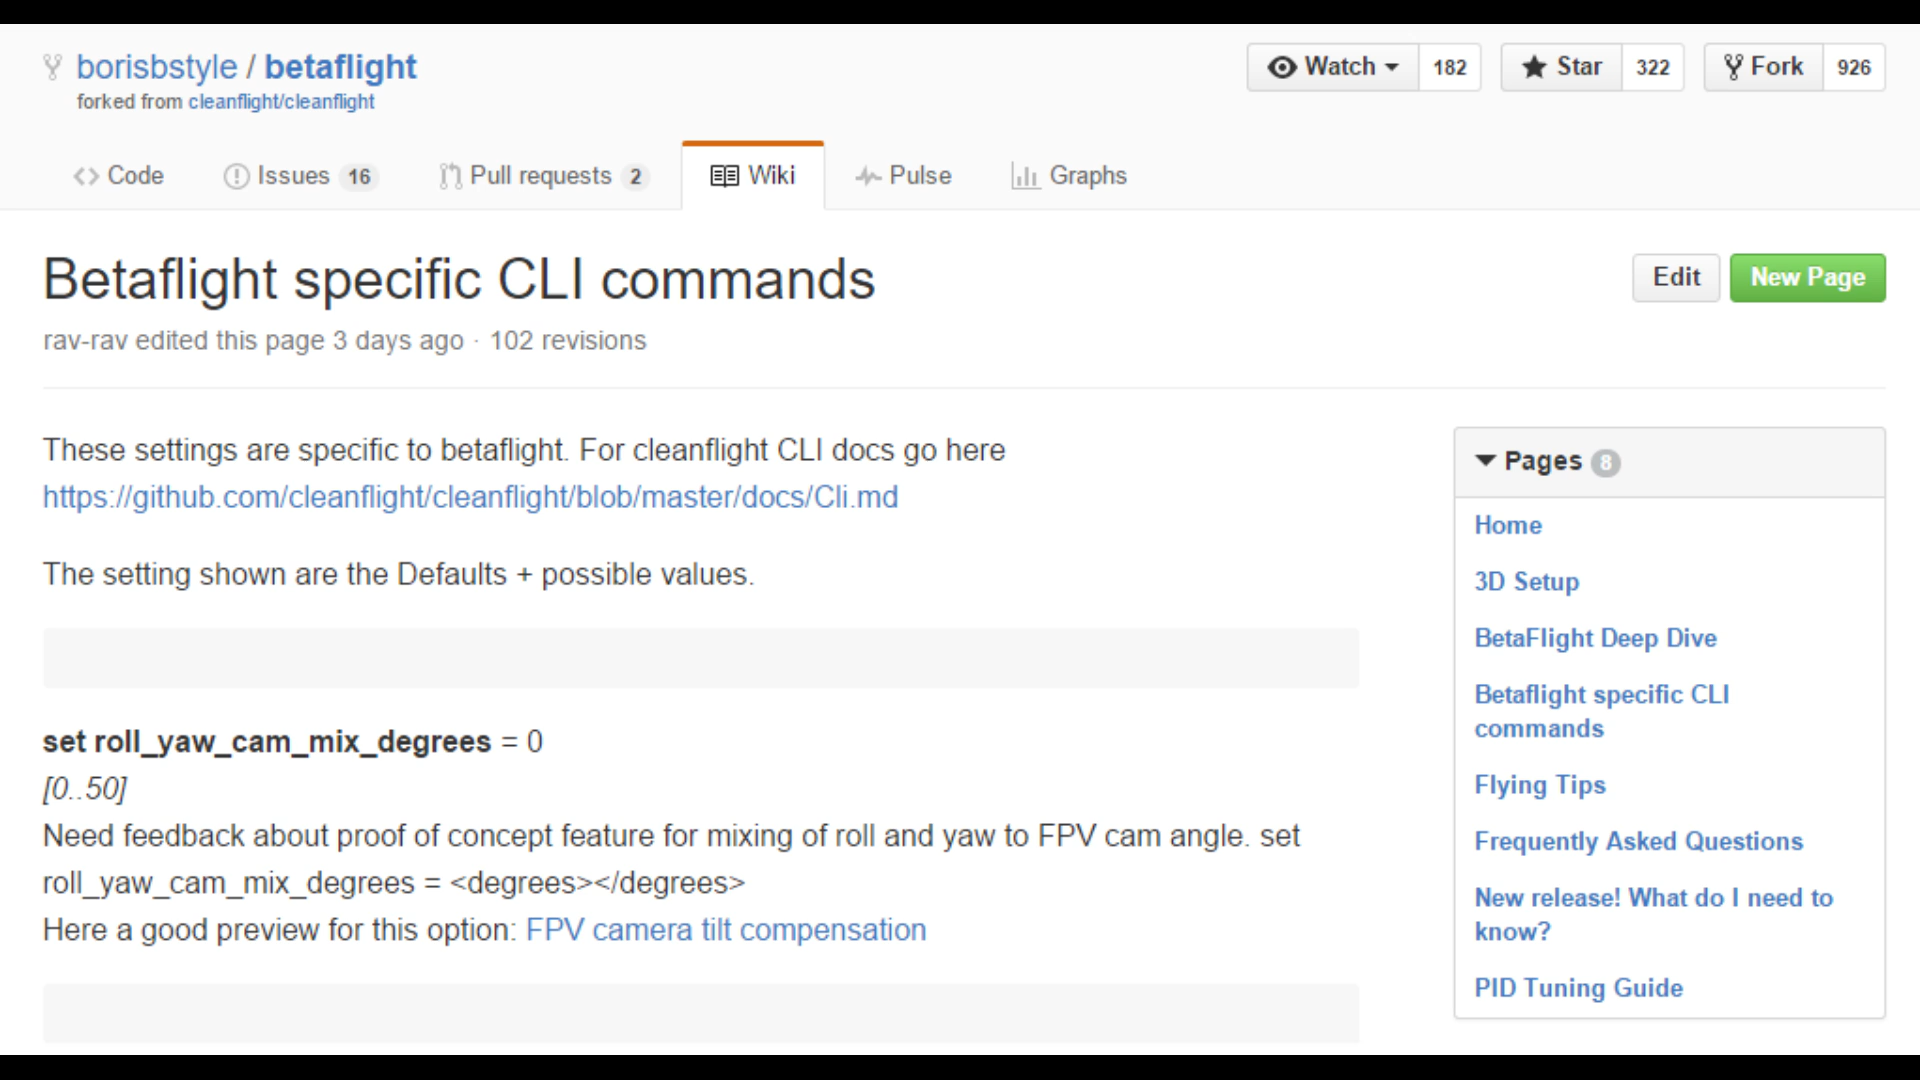 borisbstyle / betaflight
forked from cleanflight/cleanflight
Watch 182 Star 322 Fork 926
Code Issues 16 Pull requests 2 Wiki Pulse Graphs
Betaflight specific CLI commands
Edit New Page
rav-rav edited this page 3 days ago · 102 revisions
These settings are specific to betaflight. For cleanflight CLI docs go here
https://github.com/cleanflight/cleanflight/blob/master/docs/Cli.md
The setting shown are the Defaults + possible values.
set roll_yaw_cam_mix_degrees = 0
[0..50]
Need feedback about proof of concept feature for mixing of roll and yaw to FPV cam angle. set
roll_yaw_cam_mix_degrees = <degrees></degrees>
Here a good preview for this option: FPV camera tilt compensation
Pages 8
Home
3D Setup
BetaFlight Deep Dive
Betaflight specific CLI
commands
Flying Tips
Frequently Asked Questions
New release! What do I need to
know?
PID Tuning Guide